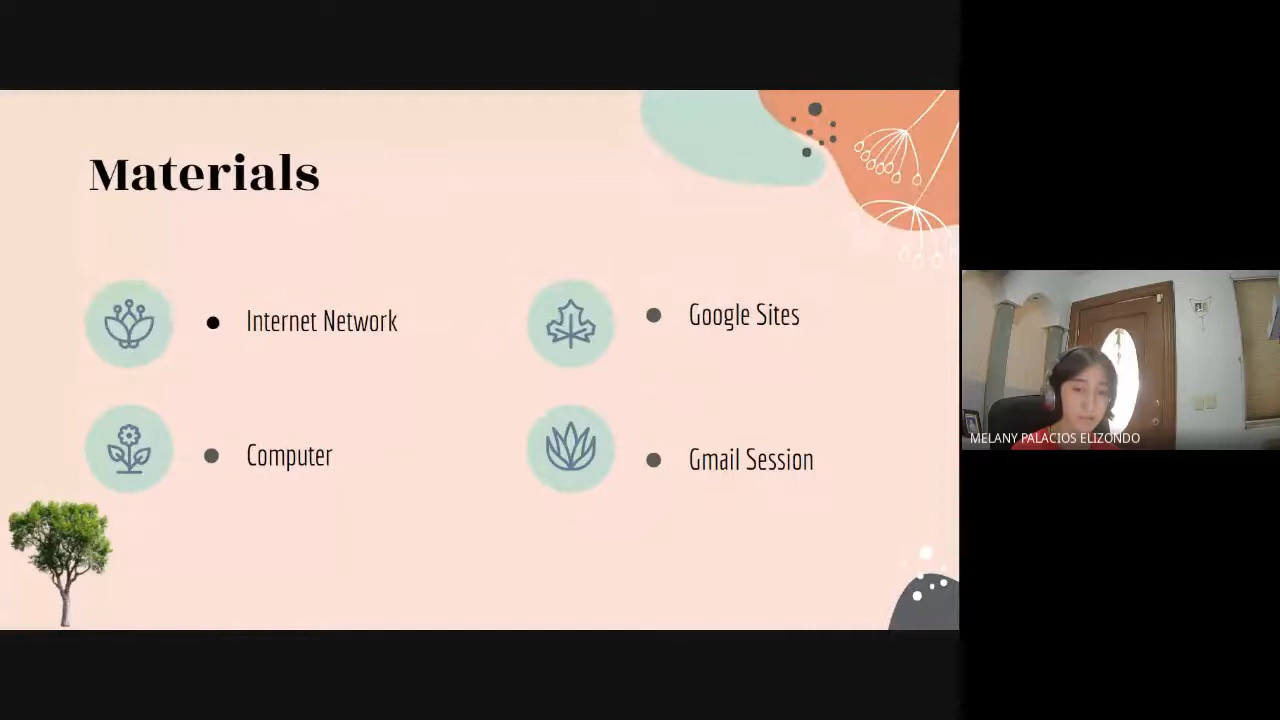 Materials
Internet Network
Google Sites
Computer
Gmail Session
MELANY PALACIOS ELIZONDO